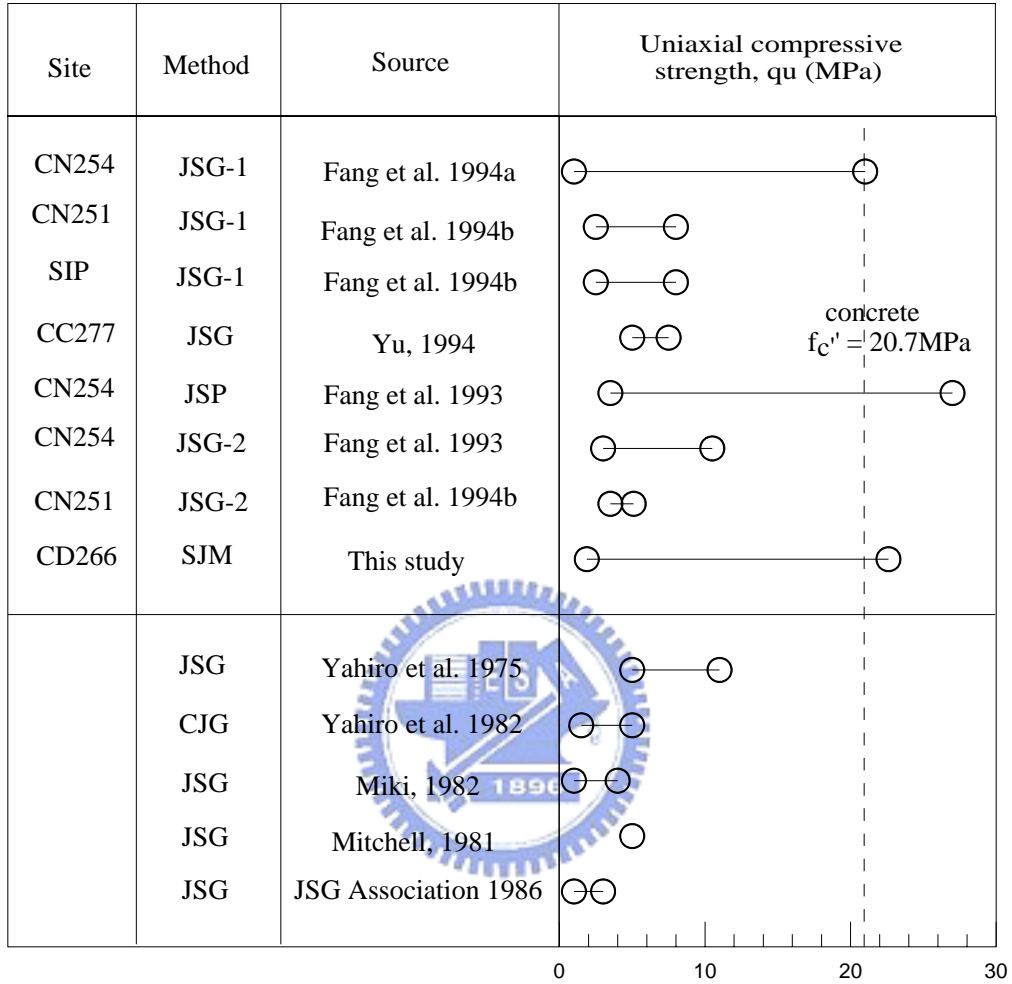 Site Method Source Uniaxial compressive
strength, qu (MPa)
CN254 JSG-1 Fang et al. 1994a
CN251 JSG-1 Fang et al. 1994b
SIP JSG-1 Fang et al. 1994b
concrete
CC277 JSG Yu, 1994 fc'' = 20.7MPa
CN254 JSP Fang et al. 1993
CN254 JSG-2 Fang et al. 1993
CN251 JSG-2 Fang et al. 1994b
CD266 SJM This study
JSG Yahiro et al. 1975
E S A
CJG Yahiro et al. 1982
JSG Miki, 1982
1896
JSG Mitchell, 1981
JSG JSG Association 1986
0 10 20 30